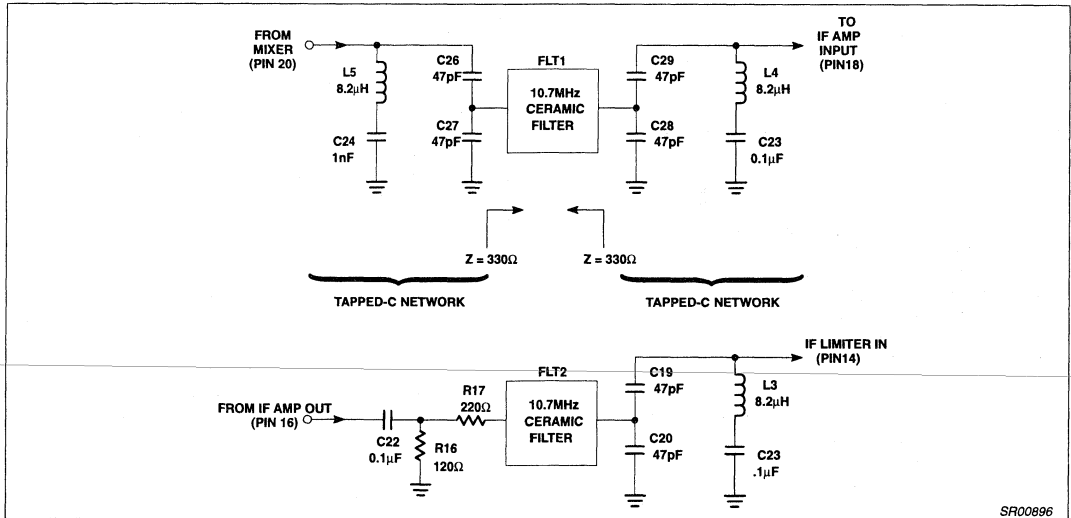 FROM
MIXER
(PIN 20)
L5
8.2µH
C24
1nF
C26
47pF
C27
47pF
FLT1
10.7MHz
CERAMIC
FILTER
C29
47pF
C28
47pF
TO
IF AMP
INPUT
(PIN18)
L4
8.2µH
C23
0.1µF
Z = 330Ω
Z = 330Ω
TAPPED-C NETWORK
TAPPED-C NETWORK
FROM IF AMP OUT
(PIN 16)
C22
0.1µF
R17
220Ω
R16
120Ω
FLT2
10.7MHz
CERAMIC
FILTER
C19
47pF
C20
47pF
IF LIMITER IN
(PIN14)
L3
8.2µH
C23
.1µF
SR00896